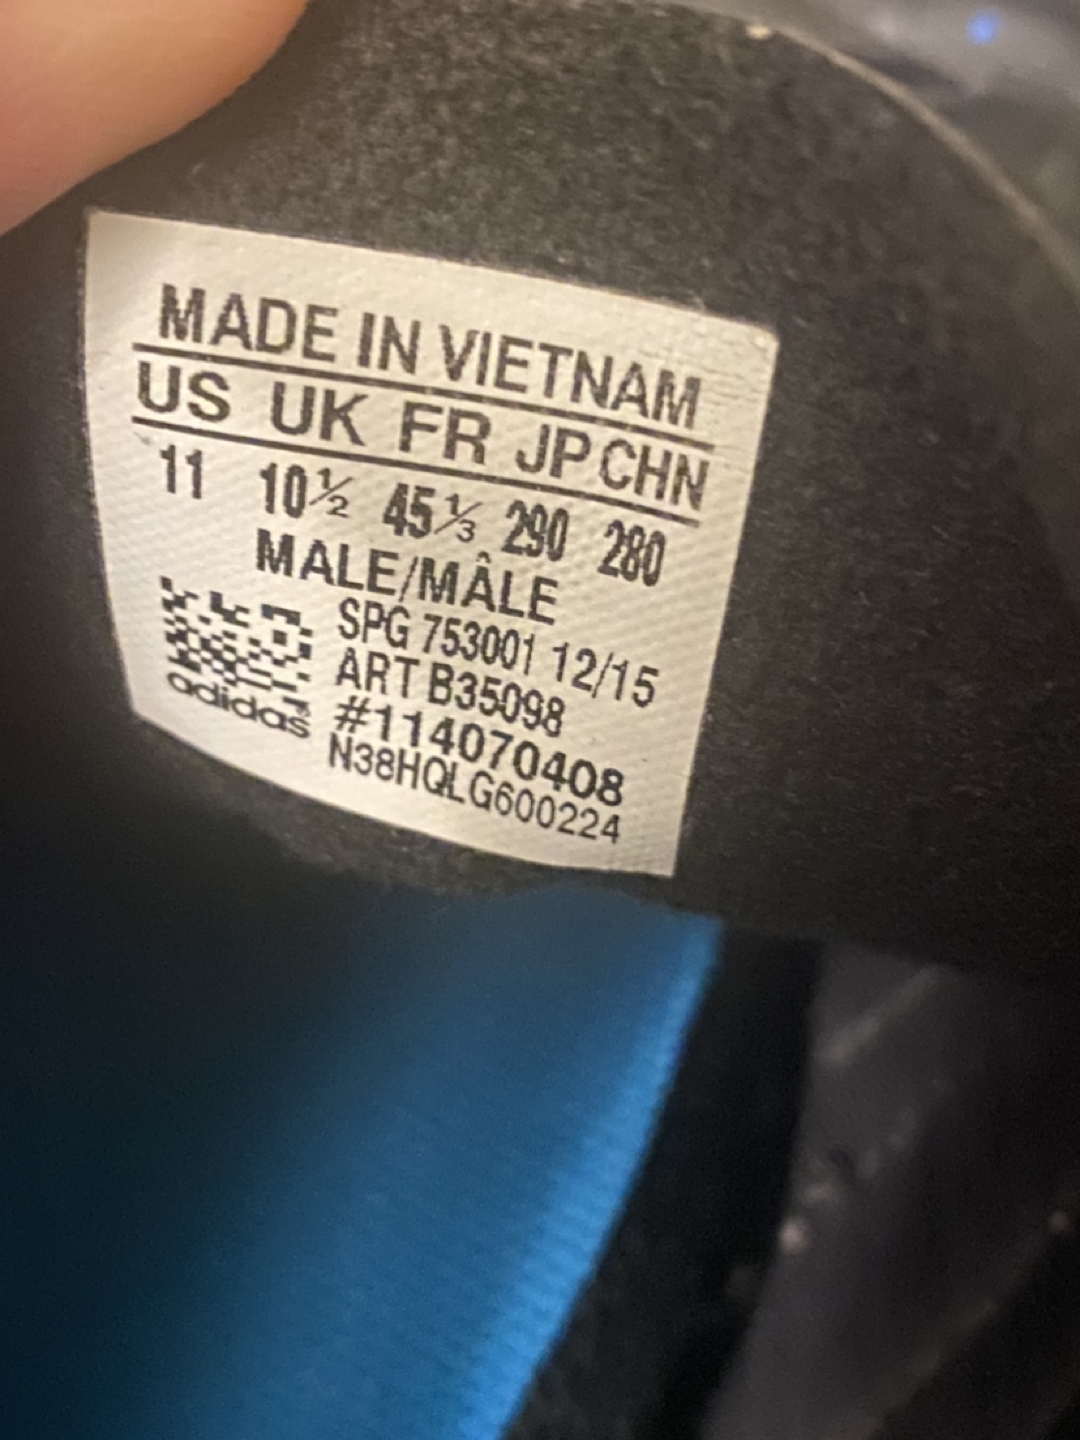 MADE IN VIETNAM
US UK FR JP CHN
11 10½ 45⅓ 290 280
MALE/MÂLE
SPG 753001 12/15
ART B35098
#114070408
N38HQLG600224
adidas